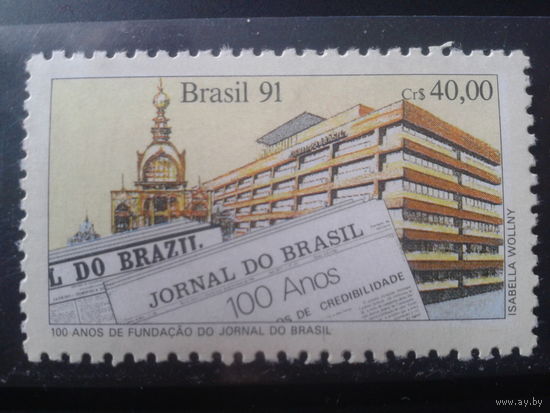 Brasil 91
Cr$ 40,00
L DO BRAZIL.
JORNAL DO BRASIL
100 Anos
OS DE CREDIBILIDADE
ISABELLA WOLLNY
100 ANOS DE FUNDAÇÃO DO JORNAL DO BRASIL
www.ay.by